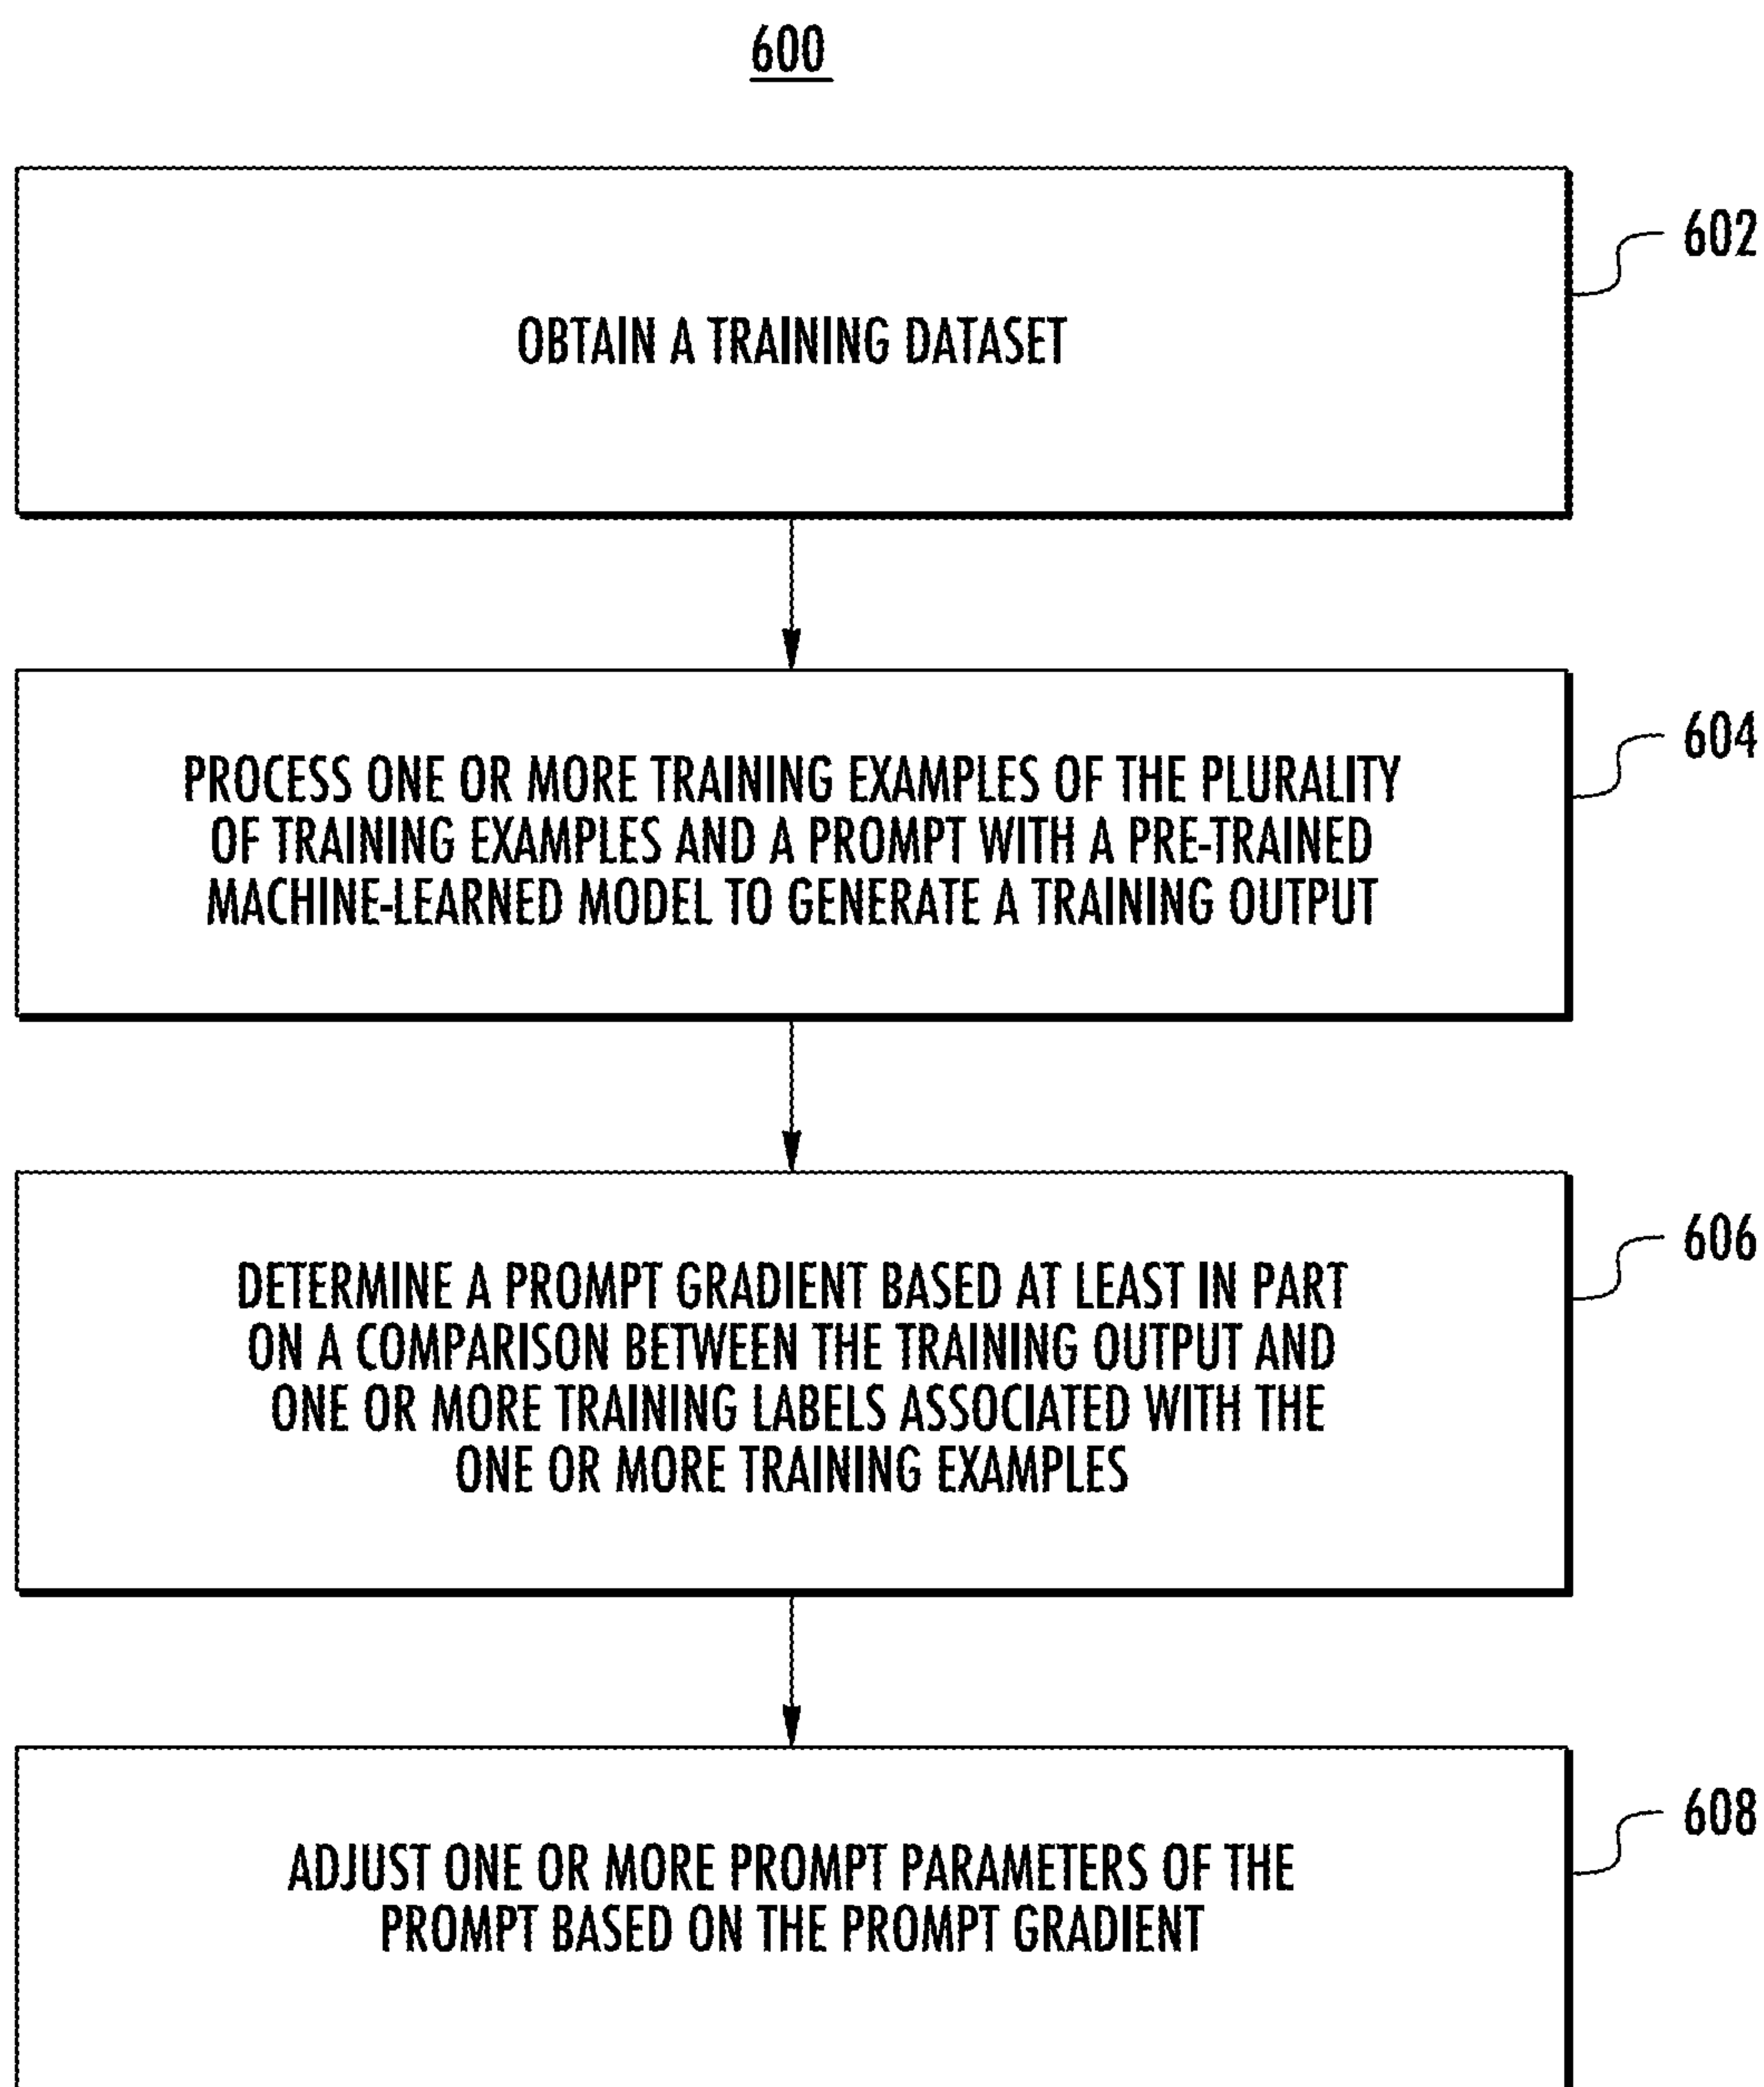 600
602
OBTAIN A TRAINING DATASET
604
PROCESS ONE OR MORE TRAINING EXAMPLES OF THE PLURALITY
OF TRAINING EXAMPLES AND A PROMPT WITH A PRE-TRAINED
MACHINE-LEARNED MODEL TO GENERATE A TRAINING OUTPUT
606
DETERMINE A PROMPT GRADIENT BASED AT LEAST IN PART
ON A COMPARISON BETWEEN THE TRAINING OUTPUT AND
ONE OR MORE TRAINING LABELS ASSOCIATED WITH THE
ONE OR MORE TRAINING EXAMPLES
608
ADJUST ONE OR MORE PROMPT PARAMETERS OF THE
PROMPT BASED ON THE PROMPT GRADIENT